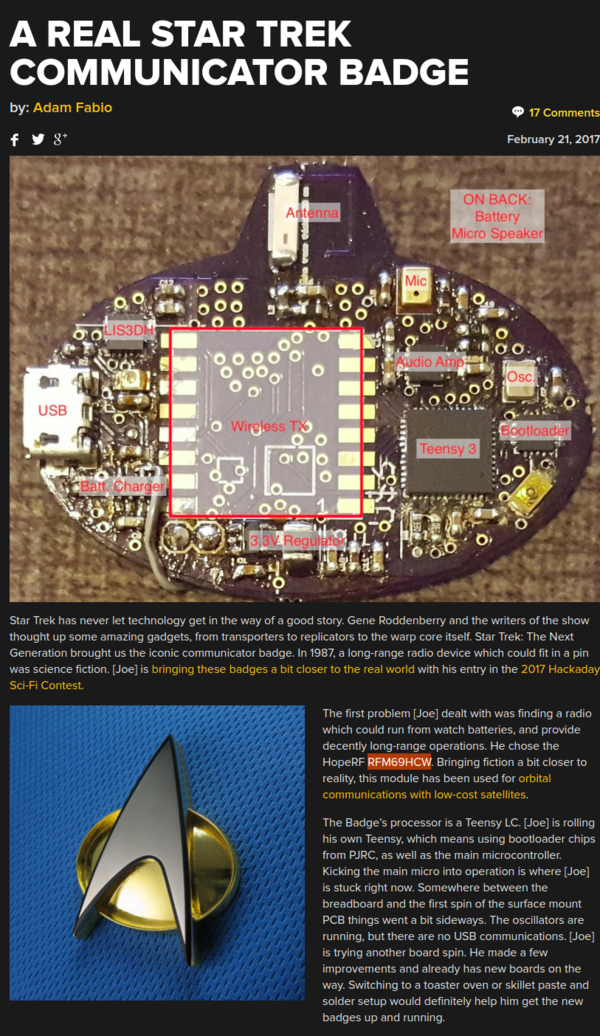 A REAL STAR TREK
COMMUNICATOR BADGE
by: Adam Fabio
17 Comments
f g+
February 21, 2017
Antenna
ON BACK:
Battery
Micro Speaker
Mic
LIS3DH
Audio Amp
Osc.
USB
Wireless TX
Bootloader
Teensy 3
Batt. Charger
1
3.3V Regulator
Star Trek has never let technology get in the way of a good story. Gene Roddenberry and the writers of the show
thought up some amazing gadgets, from transporters to replicators to the warp core itself. Star Trek: The Next
Generation brought us the iconic communicator badge. In 1987, a long-range radio device which could fit in a pin
was science fiction. [Joe] is bringing these badges a bit closer to the real world with his entry in the 2017 Hackaday
Sci-Fi Contest.
The first problem [Joe] dealt with was finding a radio
which could run from watch batteries, and provide
decently long-range operations. He chose the
HopeRF RFM69HCW. Bringing fiction a bit closer to
reality, this module has been used for orbital
communications with low-cost satellites.
The Badge’s processor is a Teensy LC. [Joe] is rolling
his own Teensy, which means using bootloader chips
from PJRC, as well as the main microcontroller.
Kicking the main micro into operation is where [Joe]
is stuck right now. Somewhere between the
breadboard and the first spin of the surface mount
PCB things went a bit sideways. The oscillators are
running, but there are no USB communications. [Joe]
is trying another board spin. He made a few
improvements and already has new boards on the
way. Switching to a toaster oven or skillet paste and
solder setup would definitely help him get the new
badges up and running.